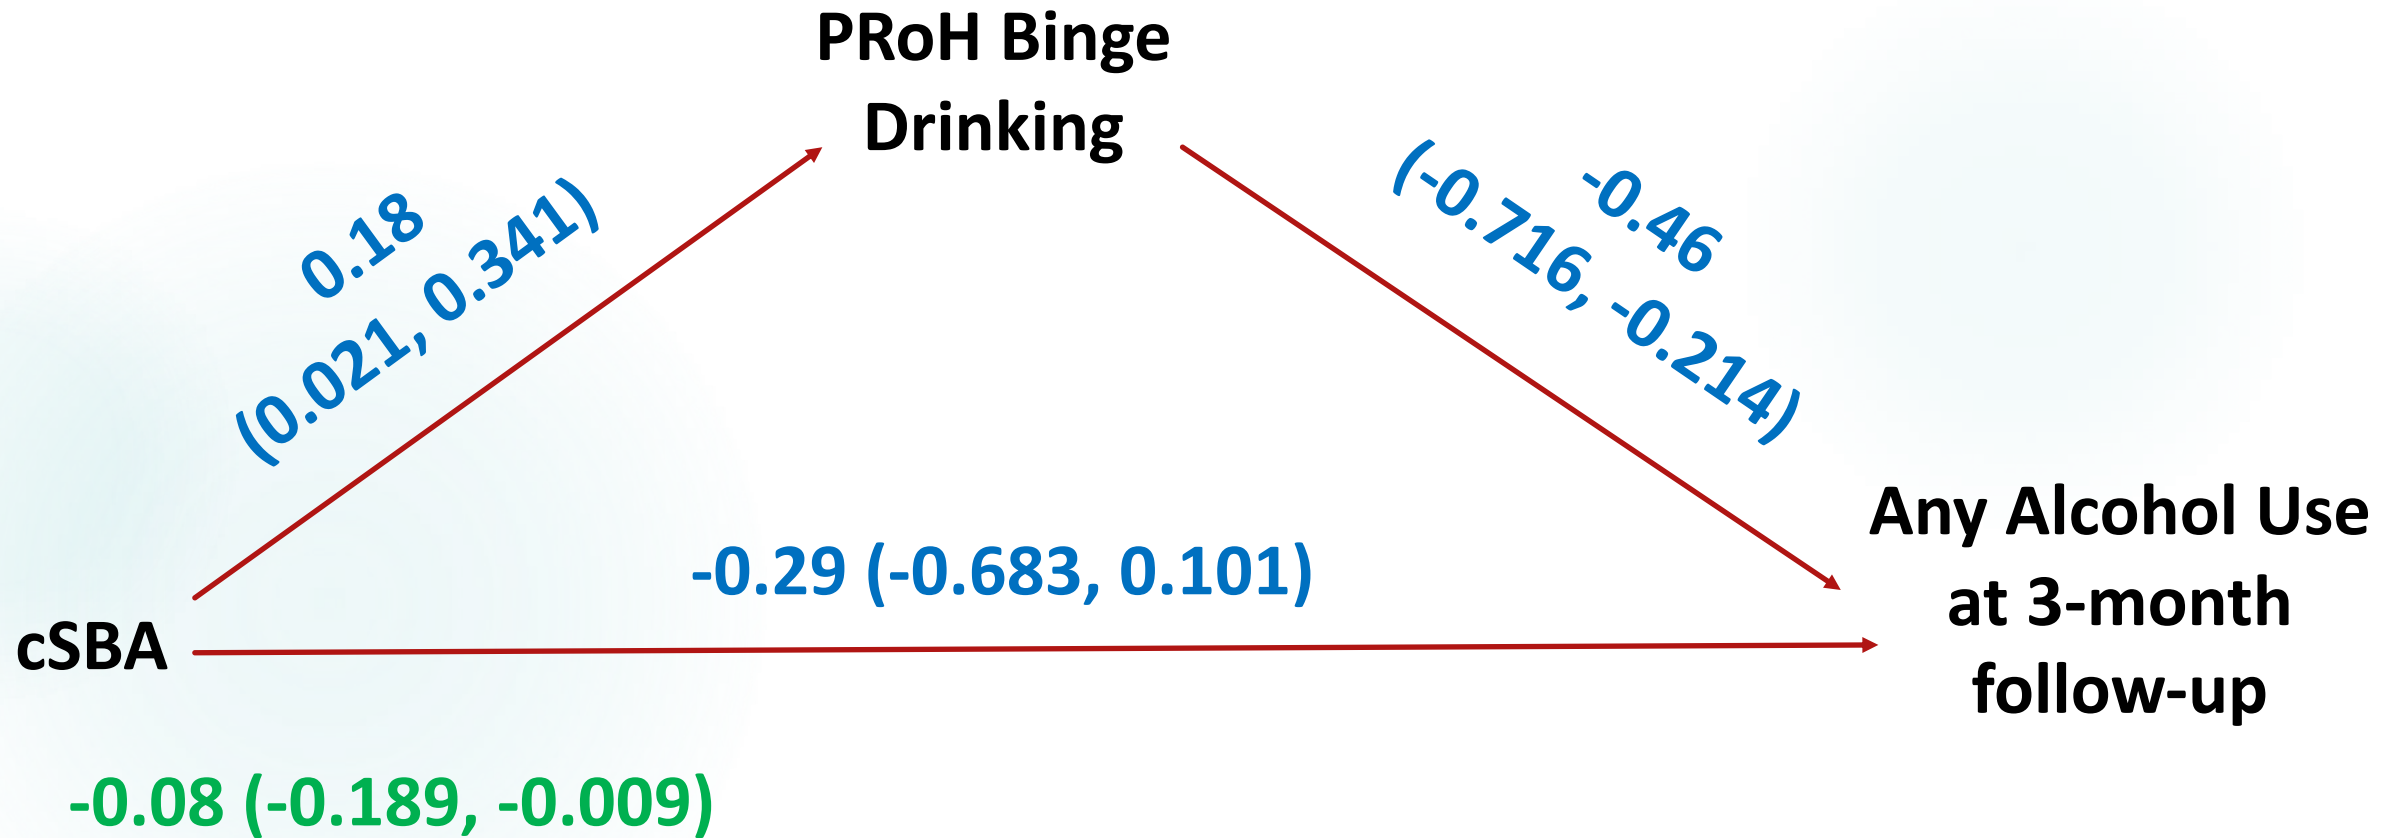 PRoH Binge
Drinking
0.18
(0.021, 0.341)
-0.46
(-0.716, -0.214)
-0.29 (-0.683, 0.101)
cSBA
Any Alcohol Use
at 3-month
follow-up
-0.08 (-0.189, -0.009)